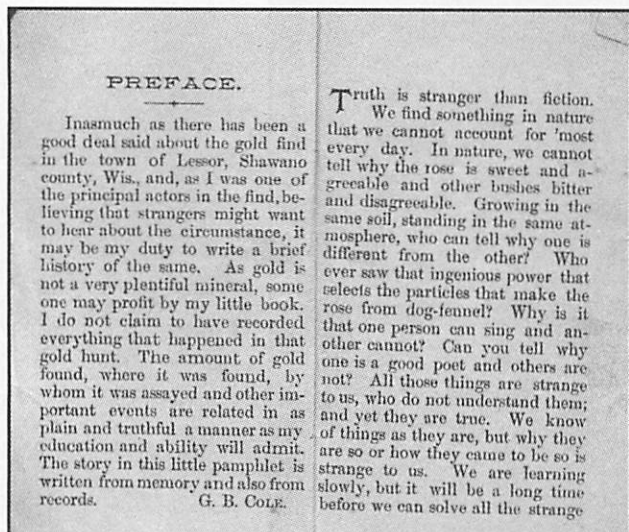 PREFACE.
Inasmuch as there has been a
good deal said about the gold find
in the town of Lessor, Shawano
county, Wis., and, as I was one of
the principal actors in the find, be-
lieving that strangers might want
to hear about the circumstance, it
may be my duty to write a brief
history of the same. As gold is
not a very plentiful mineral, some
one may profit by my little book.
I do not claim to have recorded
everything that happened in that
gold hunt. The amount of gold
found, where it was found, by
whom it was assayed and other im-
portant events are related in as
plain and truthful a manner as my
education and ability will admit.
The story in this little pamphlet is
written from memory and also from
records. G. B. COLE.
Truth is stranger than fiction.
We find something in nature
that we cannot account for 'most
every day. In nature, we cannot
tell why the rose is sweet and a-
greeable and other bushes bitter
and disagreeable. Growing in the
same soil, standing in the same at-
mosphere, who can tell why one is
different from the other? Who
ever saw that ingenious power that
selects the particles that make the
rose from dog-fennel? Why is it
that one person can sing and an-
other cannot? Can you tell why
one is a good poet and others are
not? All those things are strange
to us, who do not understand them;
and yet they are true. We know
of things as they are, but why they
are so or how they came to be so is
strange to us. We are learning
slowly, but it will be a long time
before we can solve all the strange